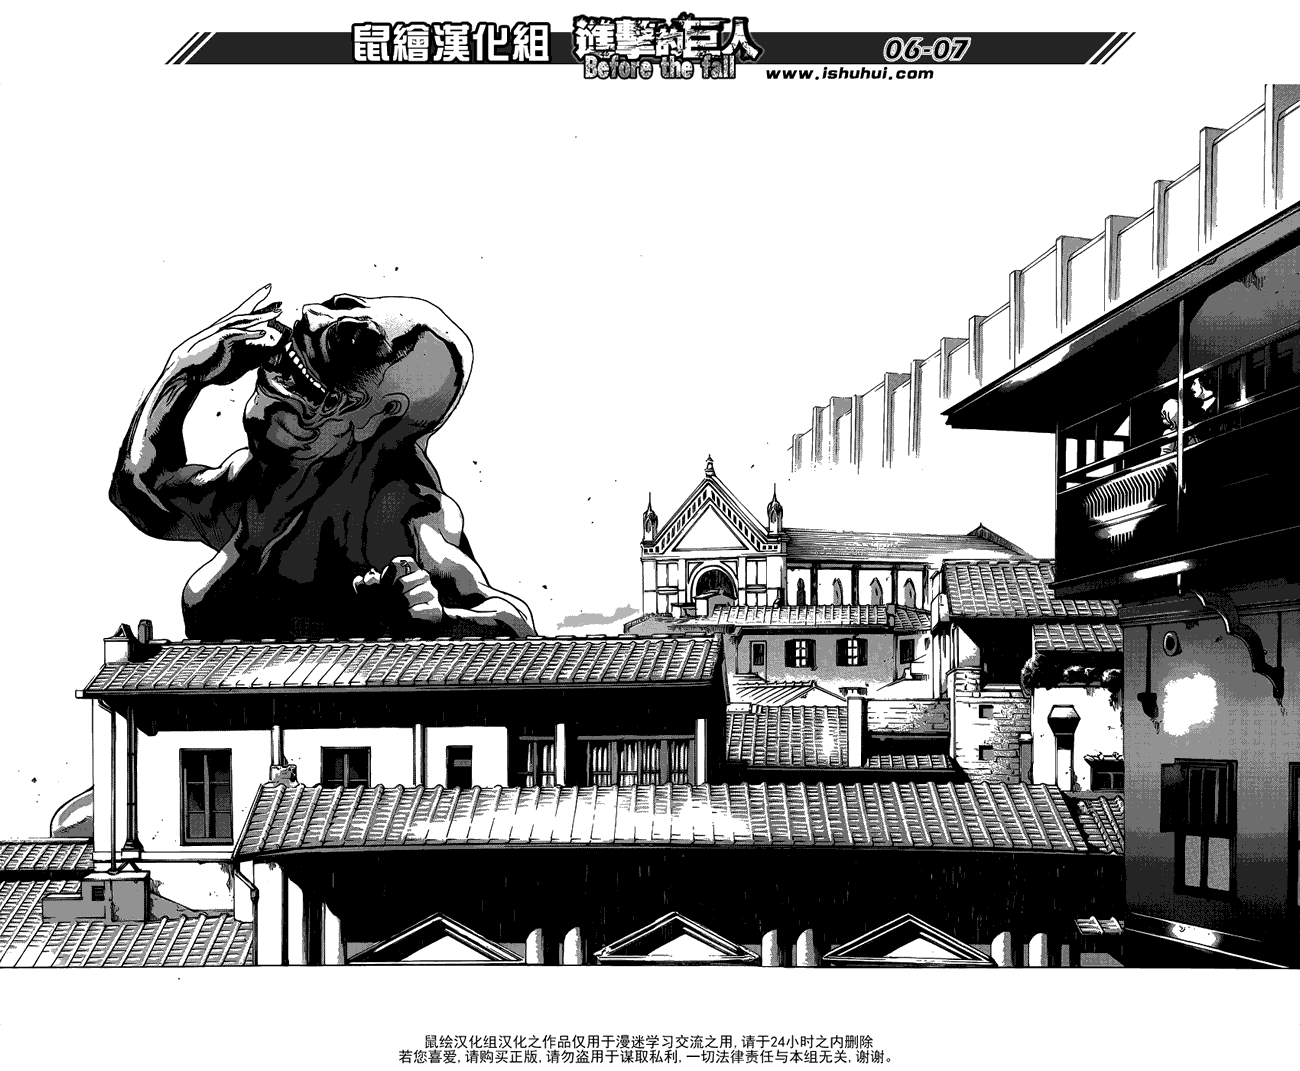 鼠繪漢化組 進擊的巨人 06-07
Before the fall www.ishuhui.com
鼠绘汉化组汉化之作品仅用于漫迷学习交流之用,请于24小时之内删除
若您喜爱,请购买正版,请勿盗用于谋取私利,一切法律责任与本组无关,谢谢。